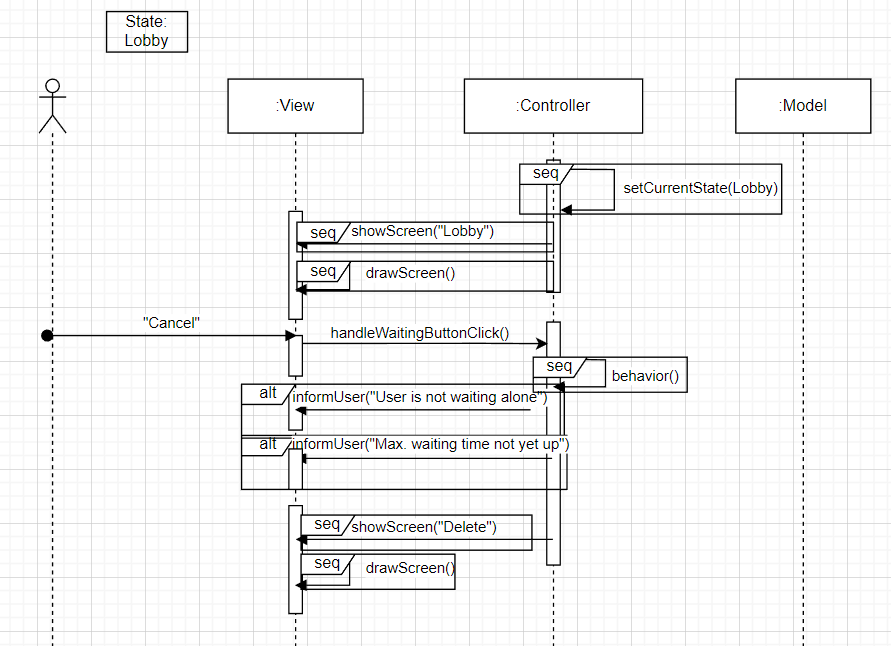 State:
Lobby
:View
:Controller
:Model
seq
setCurrentState(Lobby)
seq
showScreen("Lobby")
seq
drawScreen()
"Cancel"
handleWaitingButtonClick()
seq
behavior()
alt
informUser("User is not waiting alone")
alt
informUser("Max. waiting time not yet up")
seq
showScreen("Delete")
seq
drawScreen()